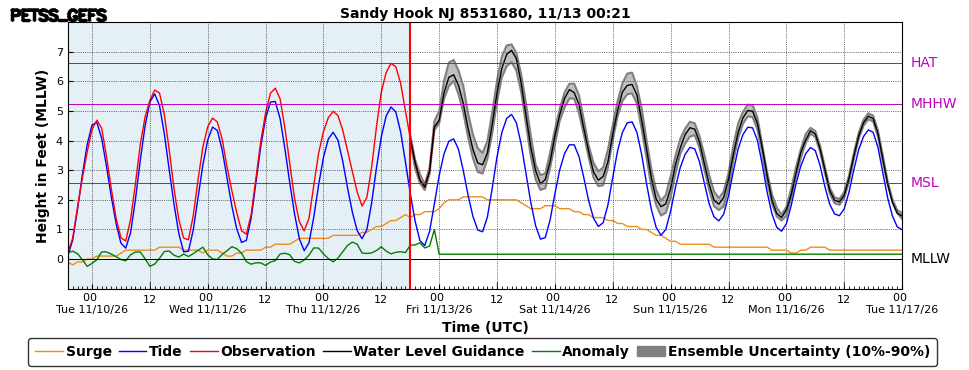 PETSS_GEFS
Sandy Hook NJ 8531680, 11/13 00:21
Height in Feet (MLLW)
7
6
5
4
3
2
1
0
HAT
MHHW
MSL
MLLW
00 12 00 12 00 12 00 12 00 12 00 12 00 12 00
Tue 11/10/26 Wed 11/11/26 Thu 11/12/26 Fri 11/13/26 Sat 11/14/26 Sun 11/15/26 Mon 11/16/26 Tue 11/17/26
Time (UTC)
Surge Tide Observation Water Level Guidance Anomaly Ensemble Uncertainty (10%-90%)